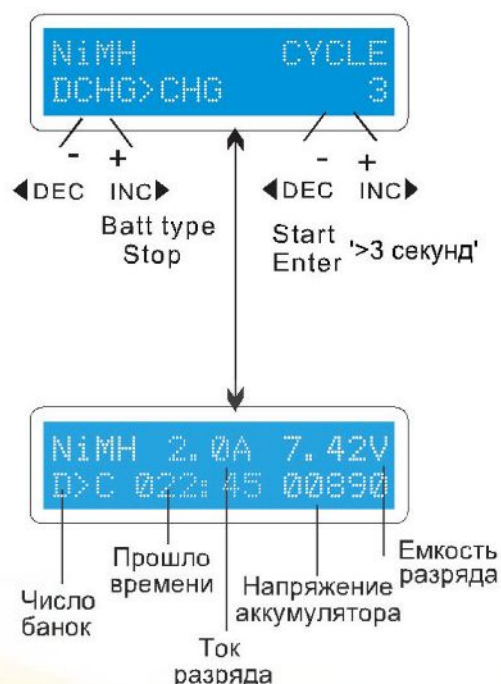 NiMH CYCLE
DCHG>CHG 3
- + - +
◀DEC INC▶ ◀DEC INC▶
Batt type
Stop
Start
Enter '>3 секунд'
NiMH 2.0A 7.42V
D>C 022:45 00890
Число
банок
Прошло
времени
Ток
разряда
Напряжение
аккумулятора
Емкость
разряда